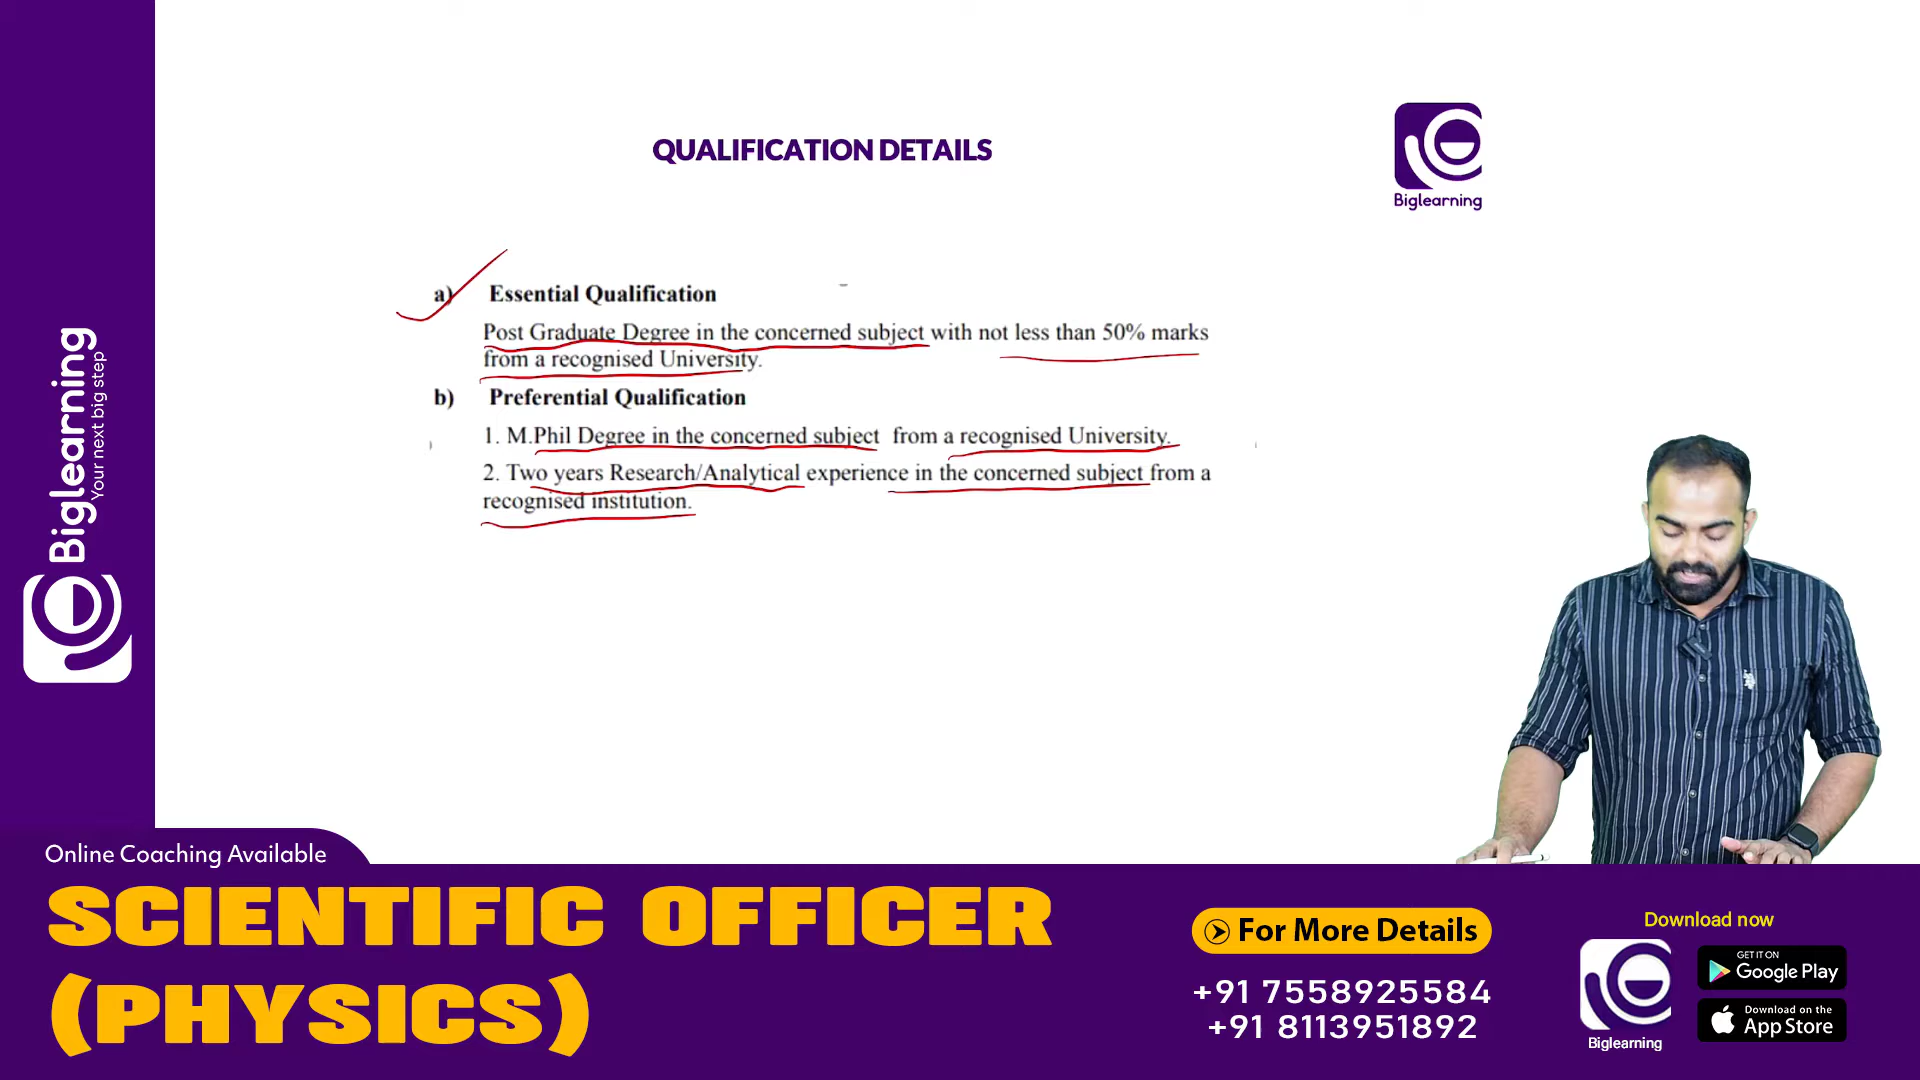 QUALIFICATION DETAILS
Biglearning
a) Essential Qualification
Post Graduate Degree in the concerned subject with not less than 50% marks
from a recognised University.
b) Preferential Qualification
1. M.Phil Degree in the concerned subject from a recognised University.
2. Two years Research/Analytical experience in the concerned subject from a
recognised institution.
Biglearning
Your next big step
Online Coaching Available
SCIENTIFIC OFFICER
(PHYSICS)
For More Details
+91 7558925584
+91 8113951892
Download now
Biglearning
GET IT ON
Google Play
Download on the
App Store